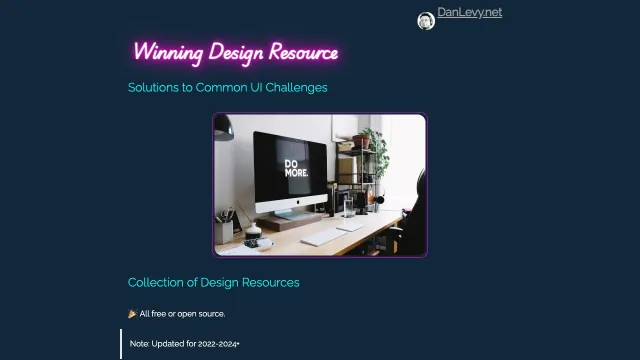 DanLevy.net
Winning Design Resource
Solutions to Common UI Challenges
DO
MORE.
Collection of Design Resources
🎉 All free or open source.
Note: Updated for 2022-2024+